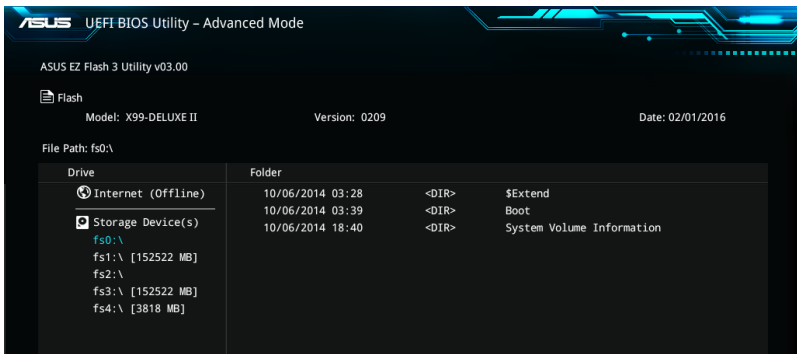 ASUS UEFI BIOS Utility – Advanced Mode
ASUS EZ Flash 3 Utility v03.00
Flash
Model: X99-DELUXE II Version: 0209 Date: 02/01/2016
File Path: fs0:\
Drive Folder
Internet (Offline) 10/06/2014 03:28 <DIR> $Extend
10/06/2014 03:39 <DIR> Boot
Storage Device(s) 10/06/2014 18:40 <DIR> System Volume Information
fs0:\
fs1:\ [152522 MB]
fs2:\
fs3:\ [152522 MB]
fs4:\ [3818 MB]